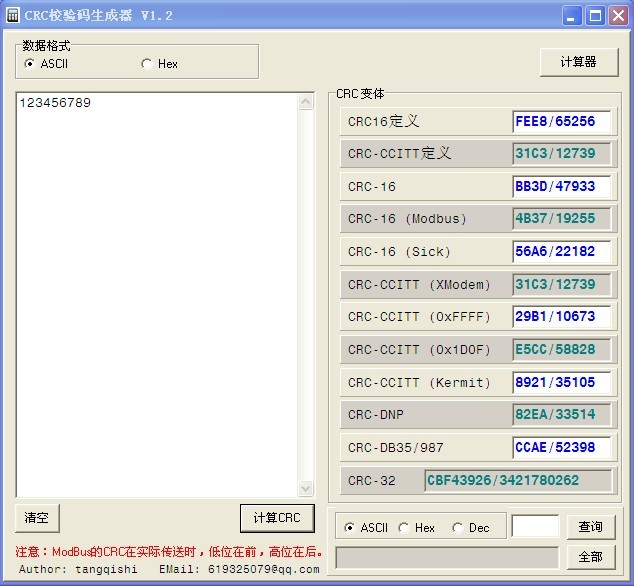 CRC校验码生成器 V1.2
数据格式
ASCII
Hex
计算器
123456789
CRC变体
CRC16定义 FEE8/65256
CRC-CCITT定义 31C3/12739
CRC-16 BB3D/47933
CRC-16 (Modbus) 4B37/19255
CRC-16 (Sick) 56A6/22182
CRC-CCITT (XModem) 31C3/12739
CRC-CCITT (0xFFFF) 29B1/10673
CRC-CCITT (0x1D0F) E5CC/58828
CRC-CCITT (Kermit) 8921/35105
CRC-DNP 82EA/33514
CRC-DB35/987 CCAE/52398
CRC-32 CBF43926/3421780262
清空
计算CRC
ASCII Hex Dec
查询
全部
注意：ModBus的CRC在实际传送时，低位在前，高位在后。
Author: tangqishi EMail: 619325079@qq.com